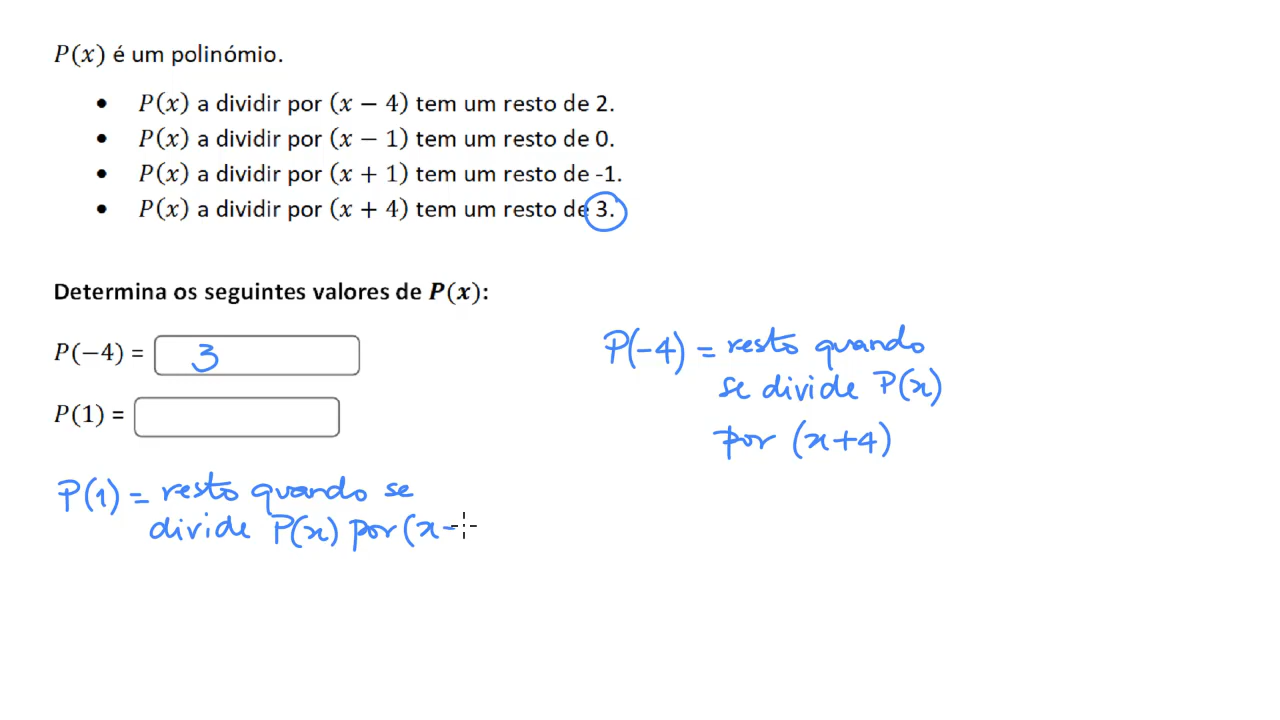 P(x) é um polinómio.
• P(x) a dividir por (x − 4) tem um resto de 2.
• P(x) a dividir por (x − 1) tem um resto de 0.
• P(x) a dividir por (x + 1) tem um resto de -1.
• P(x) a dividir por (x + 4) tem um resto de 3.
Determina os seguintes valores de P(x):
P(−4) = 3
P(1) =
P(-4) = resto quando
se divide P(x)
por (x+4)
P(1) = resto quando se
divide P(x) por (x-